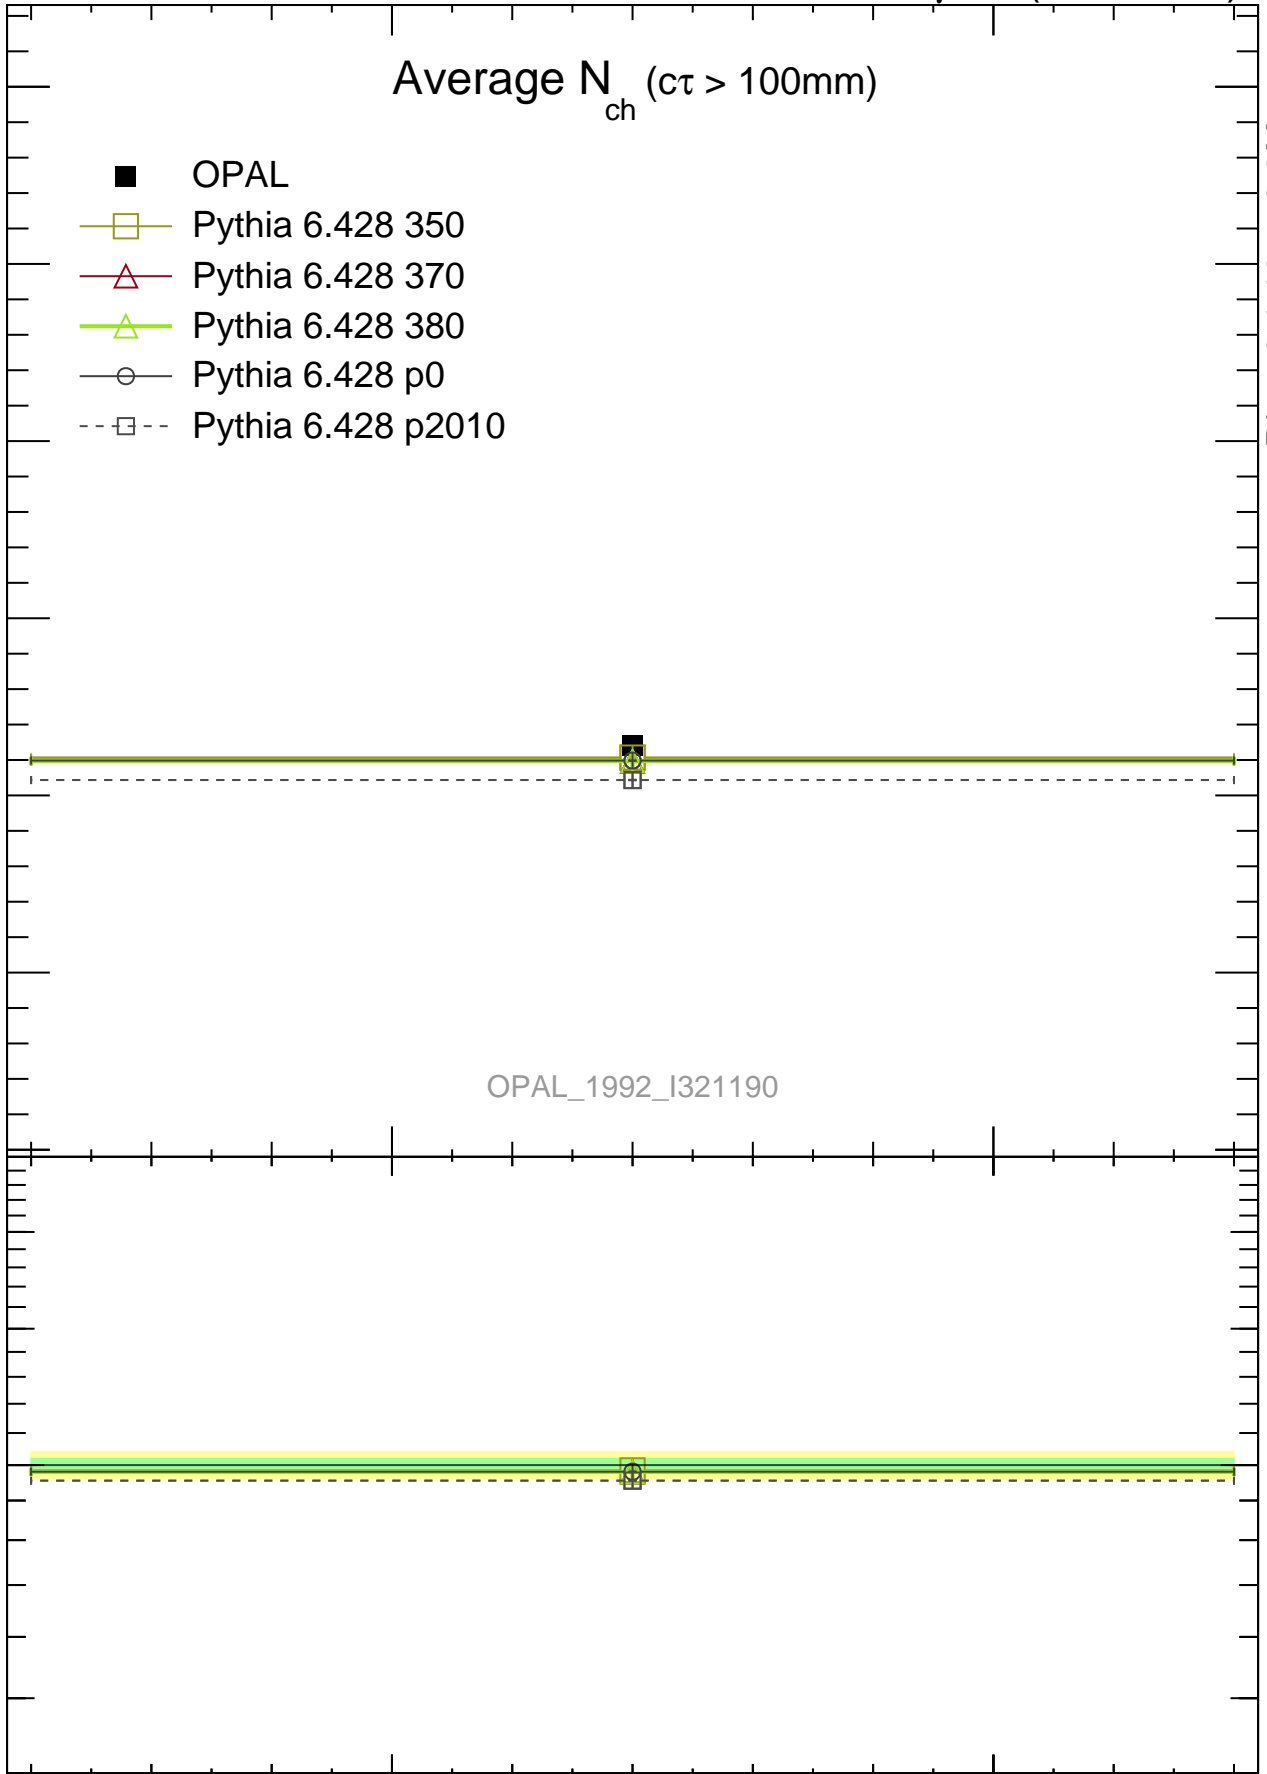 Average N_ch (cτ > 100mm)
OPAL
Pythia 6.428 350
Pythia 6.428 370
Pythia 6.428 380
Pythia 6.428 p0
Pythia 6.428 p2010
OPAL_1992_I321190